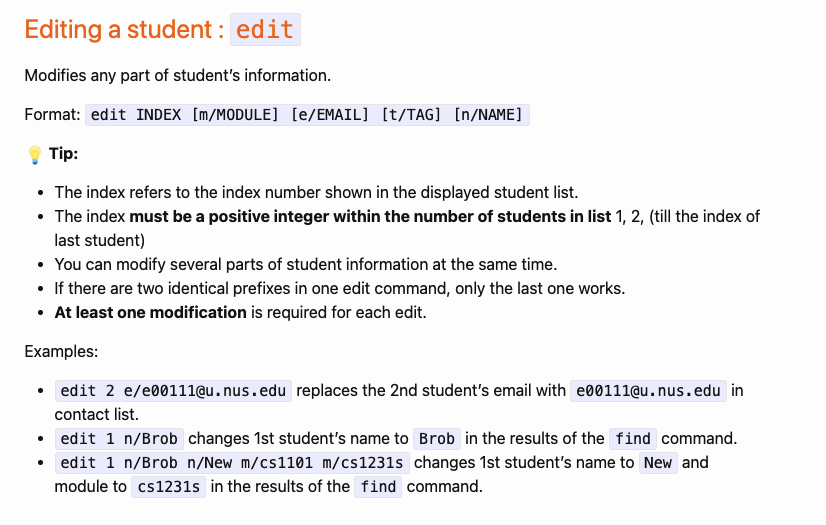 Editing a student : edit
Modifies any part of student’s information.
Format: edit INDEX [m/MODULE] [e/EMAIL] [t/TAG] [n/NAME]
💡 Tip:
• The index refers to the index number shown in the displayed student list.
• The index must be a positive integer within the number of students in list 1, 2, (till the index of
last student)
• You can modify several parts of student information at the same time.
• If there are two identical prefixes in one edit command, only the last one works.
• At least one modification is required for each edit.
Examples:
• edit 2 e/e00111@u.nus.edu replaces the 2nd student’s email with e00111@u.nus.edu in
contact list.
• edit 1 n/Brob changes 1st student’s name to Brob in the results of the find command.
• edit 1 n/Brob n/New m/cs1101 m/cs1231s changes 1st student’s name to New and
module to cs1231s in the results of the find command.